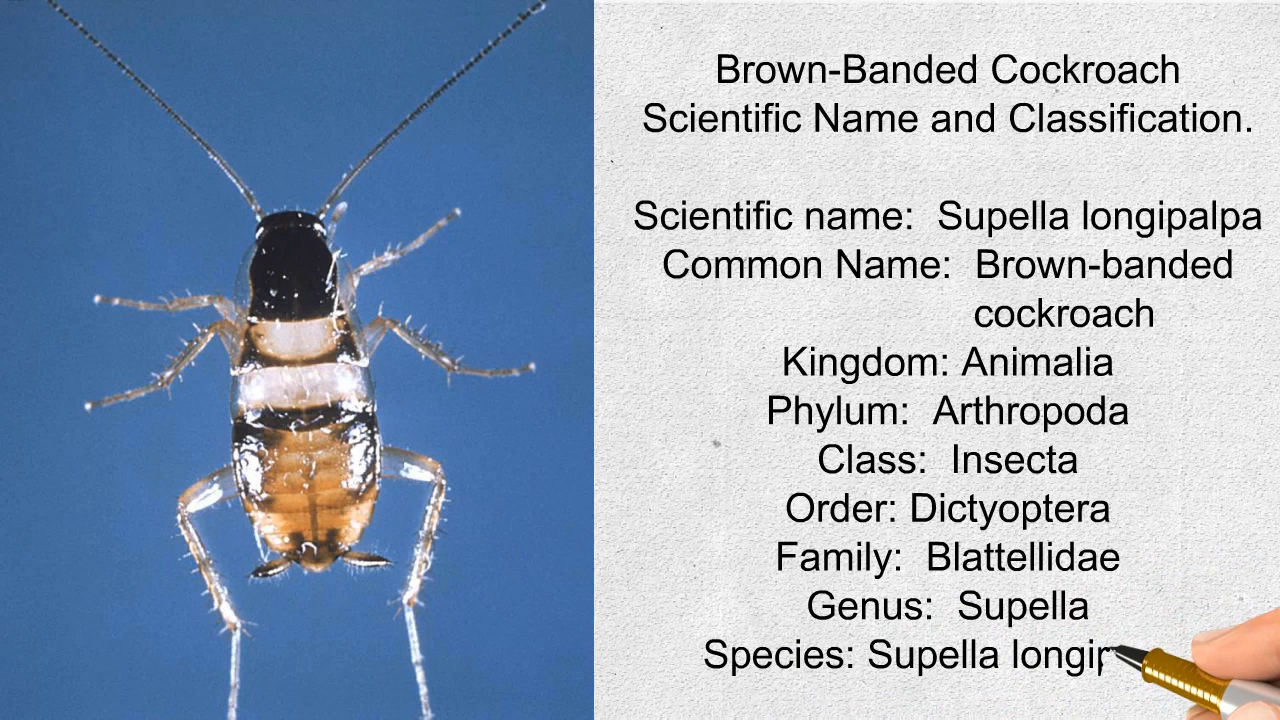 Brown-Banded Cockroach
Scientific Name and Classification.
Scientific name: Supella longipalpa
Common Name: Brown-banded
cockroach
Kingdom: Animalia
Phylum: Arthropoda
Class: Insecta
Order: Dictyoptera
Family: Blattellidae
Genus: Supella
Species: Supella longip